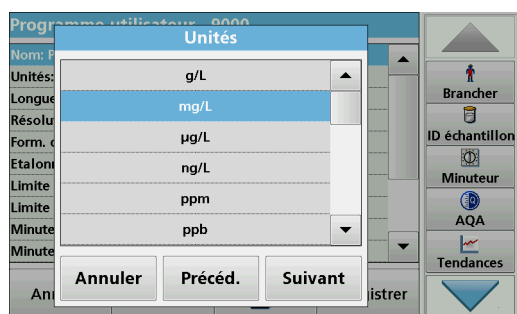 Programme utilisateur 9000
Unités
Nom: P
Unités:
Longue
Résolu
Form. d
Etalon
Limite
Limite
Minute
Minute
g/L
mg/L
µg/L
ng/L
ppm
ppb
Annuler
Précéd.
Suivant
An
istrer
Brancher
ID échantillon
Minuteur
AQA
Tendances